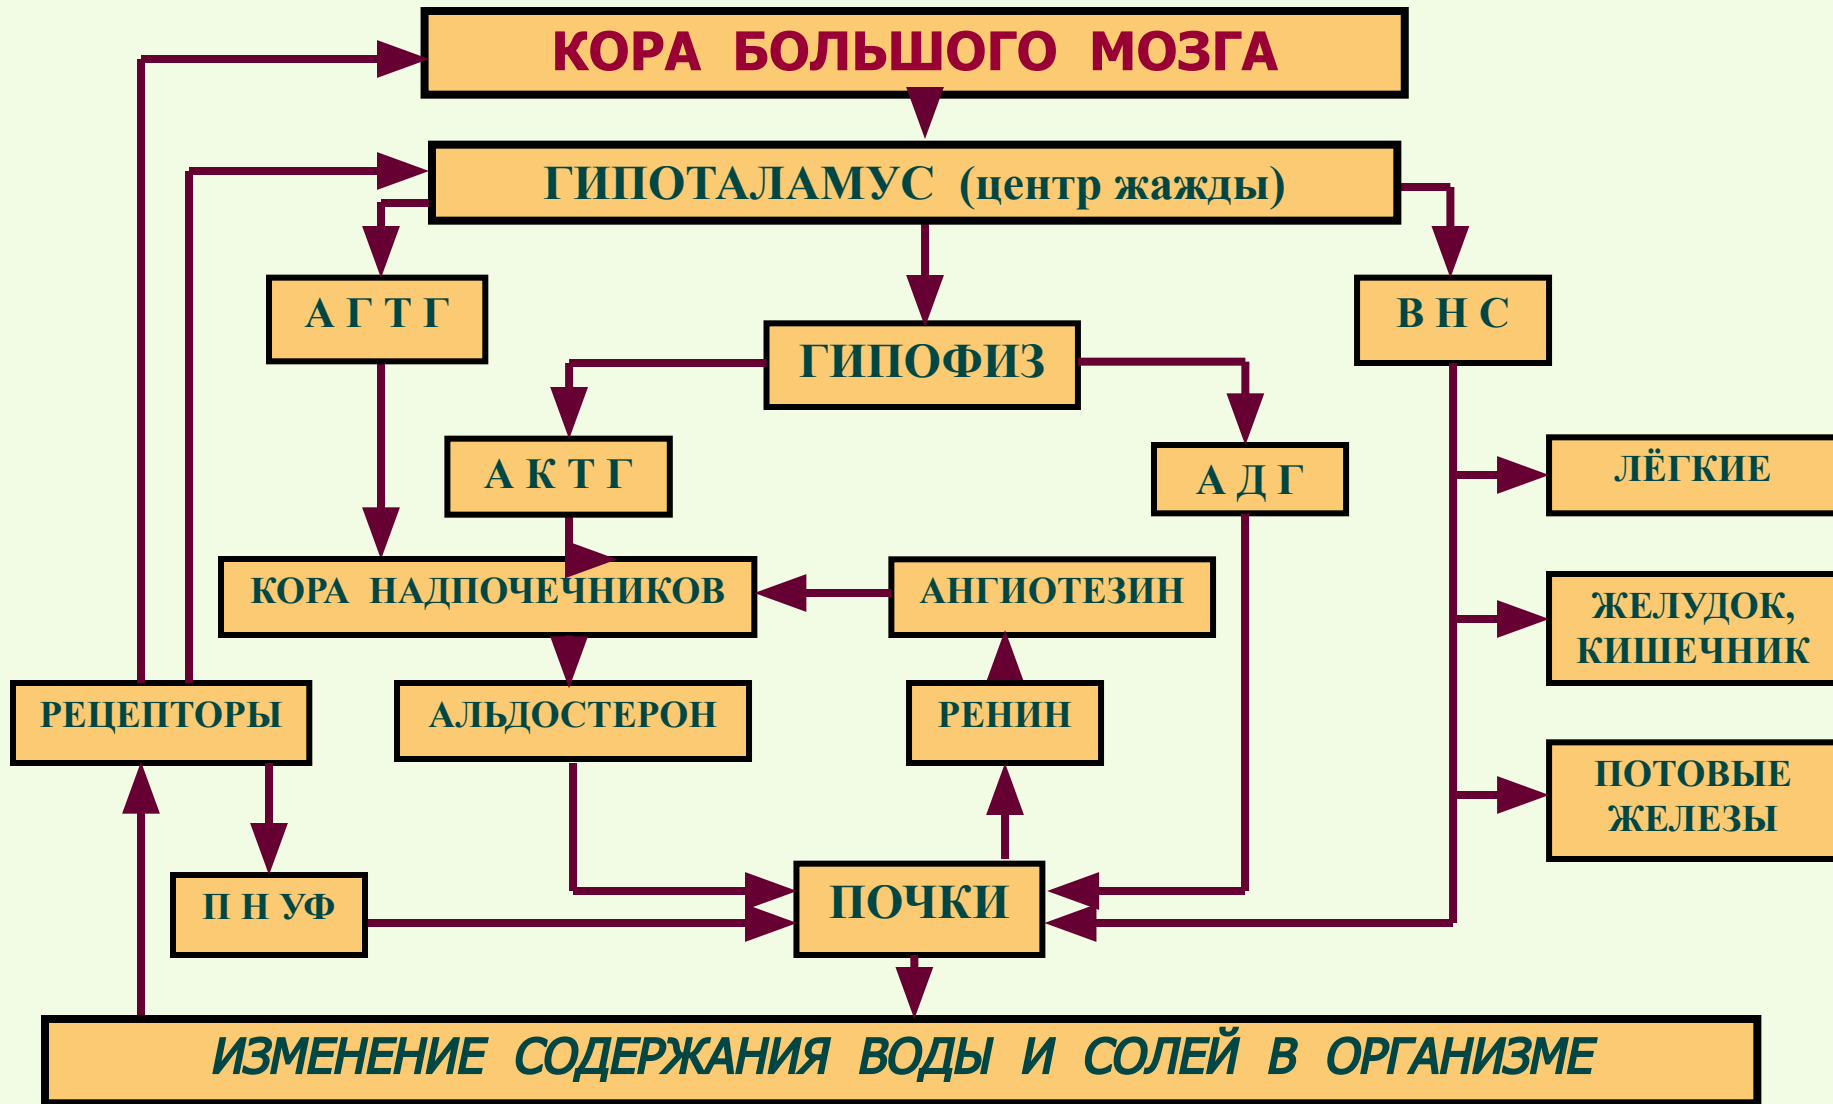 КОРА БОЛЬШОГО МОЗГА
ГИПОТАЛАМУС (центр жажды)
А Г Т Г
В Н С
ГИПОФИЗ
А К Т Г
А Д Г
ЛЁГКИЕ
КОРА НАДПОЧЕЧНИКОВ
АНГИОТЕЗИН
ЖЕЛУДОК,
КИШЕЧНИК
РЕЦЕПТОРЫ
АЛЬДОСТЕРОН
РЕНИН
ПОТОВЫЕ
ЖЕЛЕЗЫ
П Н УФ
ПОЧКИ
ИЗМЕНЕНИЕ СОДЕРЖАНИЯ ВОДЫ И СОЛЕЙ В ОРГАНИЗМЕ